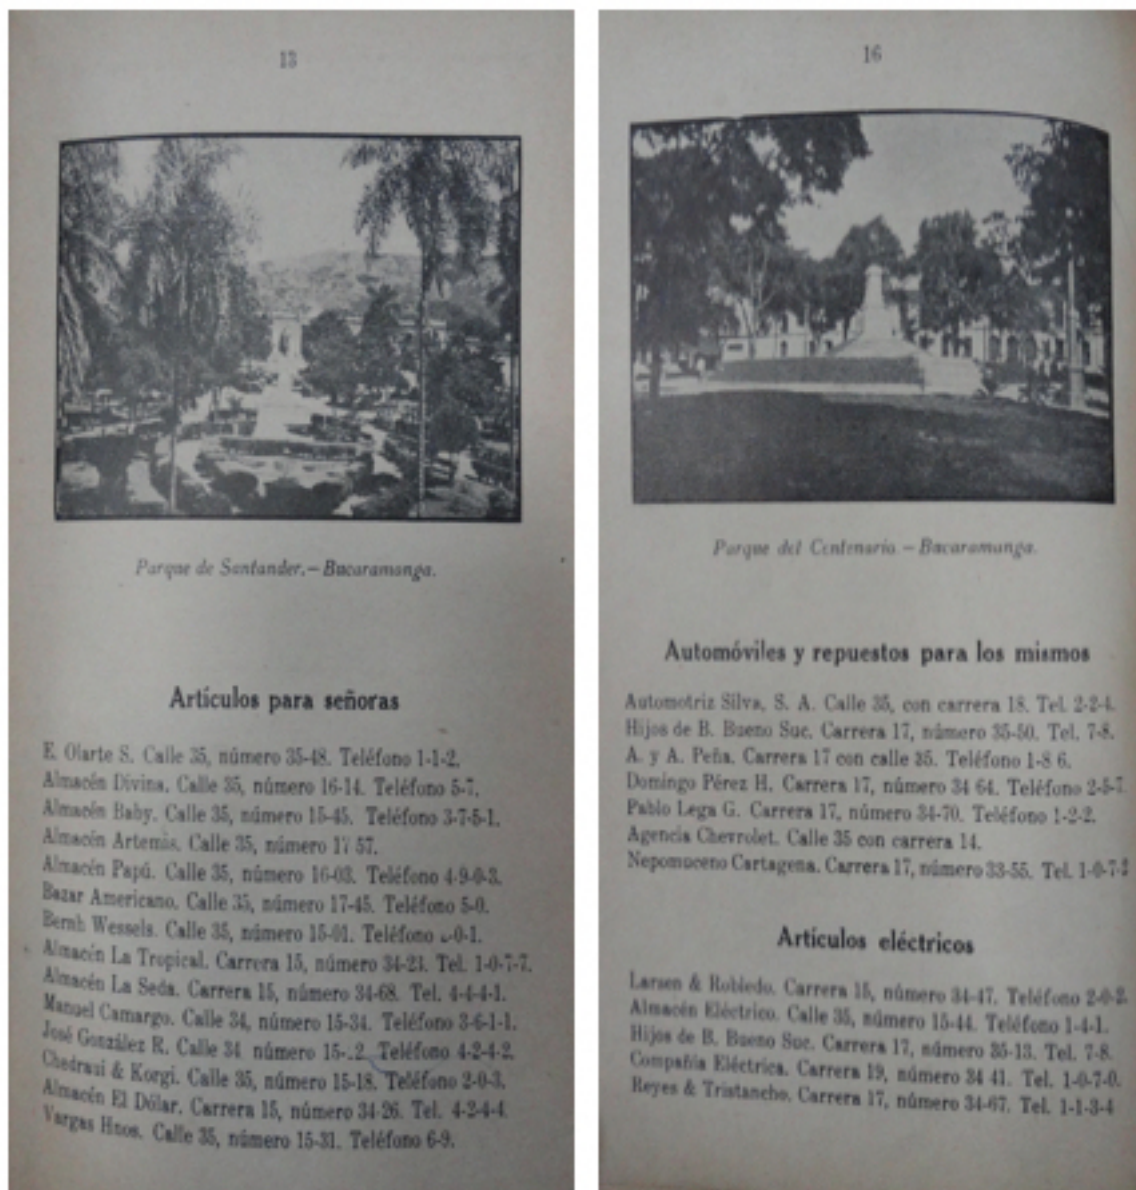 13
Parque de Santander.—Bucaramanga.
Artículos para señoras
E. Olarte S. Calle 35, número 35-48. Teléfono 1-1-2.
Almacén Divina. Calle 35, número 16-14. Teléfono 5-7.
Almacén Baby. Calle 35, número 15-45. Teléfono 3-7-5-1.
Almacén Artemis. Calle 35, número 17 57.
Almacén Papú. Calle 35, número 16-03. Teléfono 4-9-0-3.
Bazar Americano. Calle 35, número 17-45. Teléfono 5-0.
Bernh Wessels. Calle 35, número 15-01. Teléfono -0-1.
Almacén La Tropical. Carrera 15, número 34-23. Tel. 1-0-7-7.
Almacén La Seda. Carrera 15, número 34-68. Tel. 4-4-4-1.
Manuel Camargo. Calle 34, número 15-34. Teléfono 3-6-1-1.
José González R. Calle 34 número Teléfono 4-2-4-2.
Chedraui & Korgi. Calle 35, número 15-18. Teléfono 2-0-3.
Almacén El Dólar. Carrera 15, número 34-26. Tel. 4-2-4-4.
Vargas Hnos. Calle 35, número 15-31. Teléfono 6-9.
16
Parque del Centenario.—Bucaramanga.
Automóviles y repuestos para los mismos
Automotriz Silva, S. A. Calle 35, con carrera 18. Tel. 2-2-4.
Hijos de B. Bueno Suc. Carrera 17, número 35-50. Tel. 7-8.
A. y A. Peña. Carrera 17 con calle 35. Teléfono 1-8 6.
Domingo Pérez H. Carrera 17, número 34 64. Teléfono 2-5-7
Pablo Lega G. Carrera 17, número 34-70. Teléfono 1-2-2.
Agencia Chevrolet. Calle 35 con carrera 14.
Nepomuceno Cartagena. Carrera 17, número 33-55. Tel.
Artículos eléctricos
Larsen & Robledo. Carrera 15, número 34-47. Teléfono 2-0-2.
Almacén Eléctrico. Calle 35, número 15-44. Teléfono 1-4-1.
Hijos de B. Bueno Suc. Carrera 17, número 35-13. Tel. 7-8.
Compañía Eléctrica. Carrera 19, número 34 41. Tel. 1-0-7-0.
Reyes & Tristancho. Carrera 17, número 34-67. Tel. 1-1-3-4